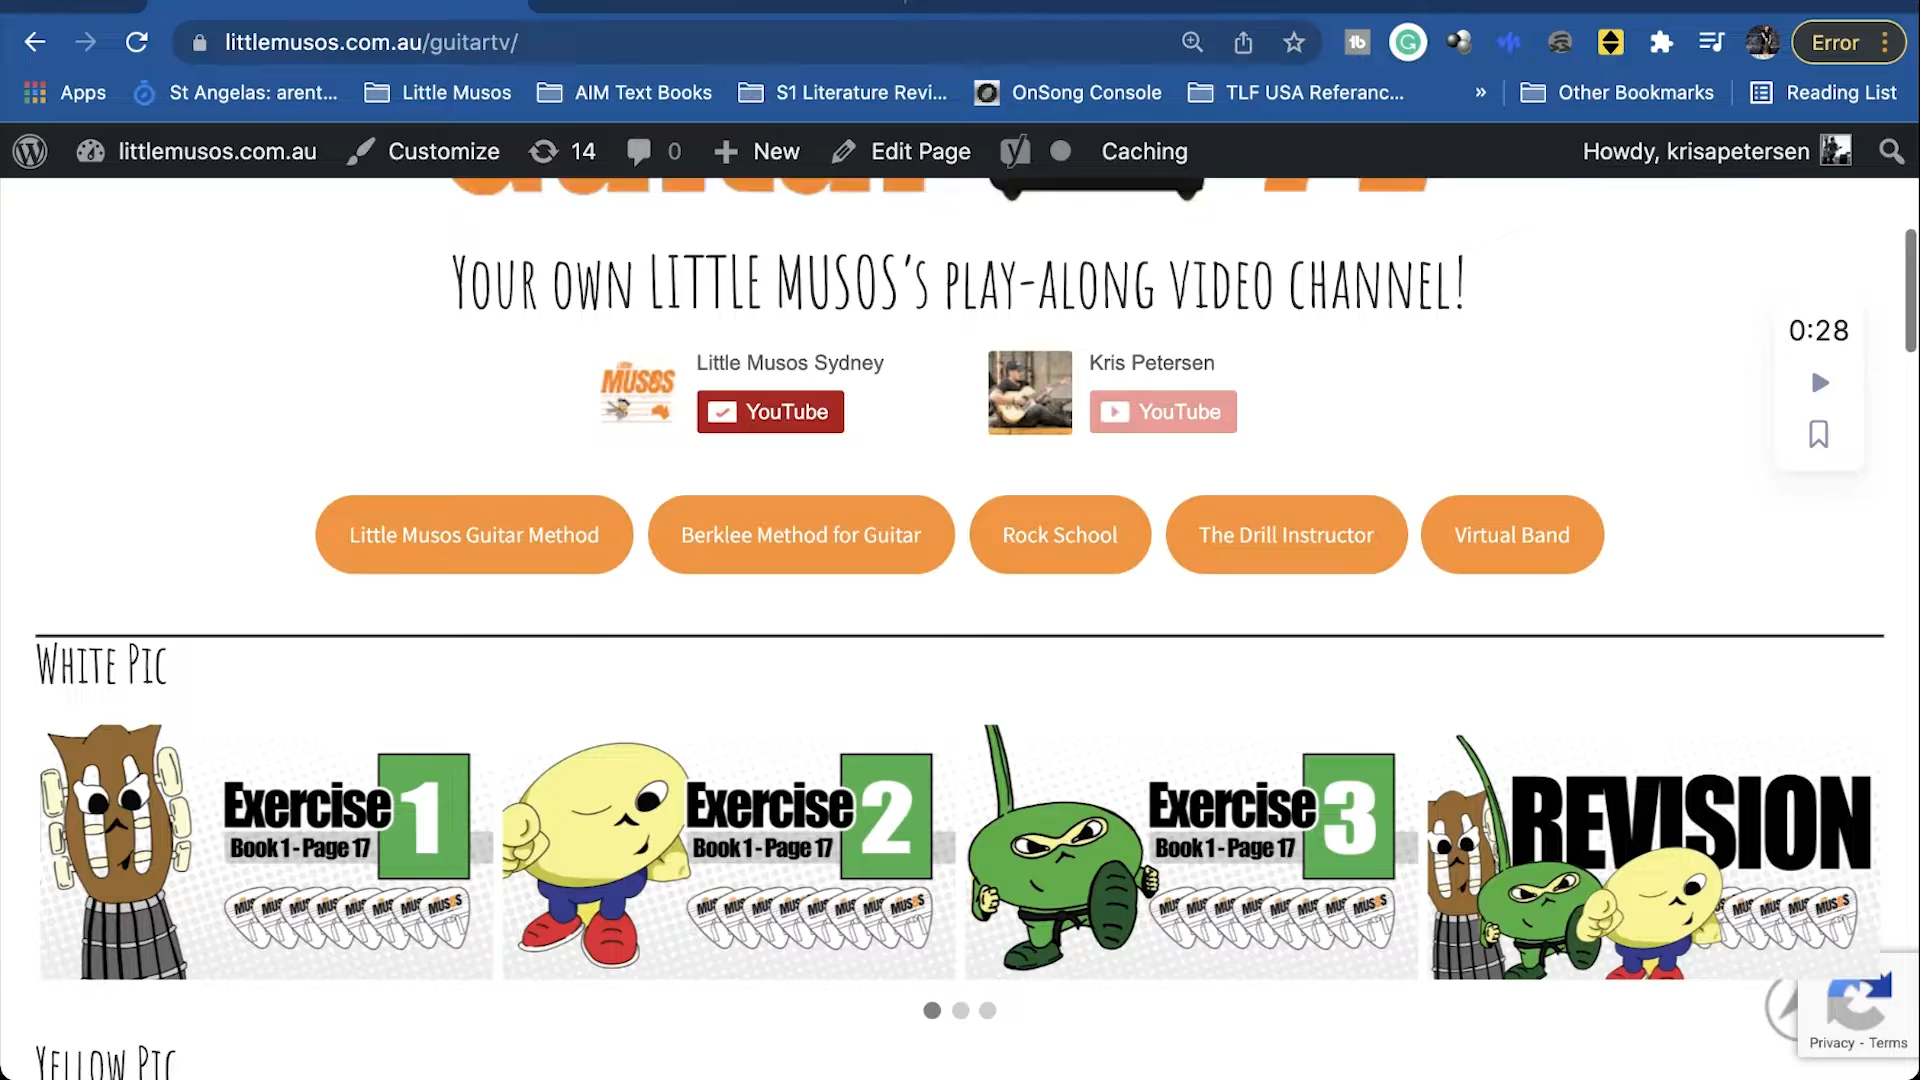 littlemusos.com.au/guitartv/
Error
Apps
St Angelas: arent...
Little Musos
AIM Text Books
S1 Literature Revi...
OnSong Console
TLF USA Referanc...
»
Other Bookmarks
Reading List
littlemusos.com.au
Customize
14
0
New
Edit Page
Caching
Howdy, krisapetersen
Your own LITTLE MUSOS's play-along video channel!
0:28
Little Musos Sydney
YouTube
Kris Petersen
YouTube
MUSOS
Little Musos Guitar Method
Berklee Method for Guitar
Rock School
The Drill Instructor
Virtual Band
White Pic
Exercise 1
Book 1 - Page 17
Exercise 2
Book 1 - Page 17
Exercise 3
Book 1 - Page 17
REVISION
MUSOS
MUSOS
MUSOS
MUSOS
Privacy - Terms
Yellow Pic